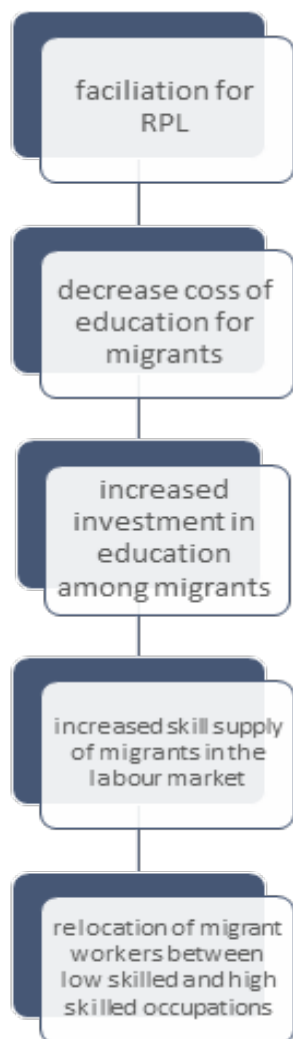 faciliation for
RPL
decrease coss of
education for
migrants
increased
investment in
education
among migrants
increased skill supply
of migrants in the
labour market
relocation of migrant
workers between
low skilled and high
skilled occupations